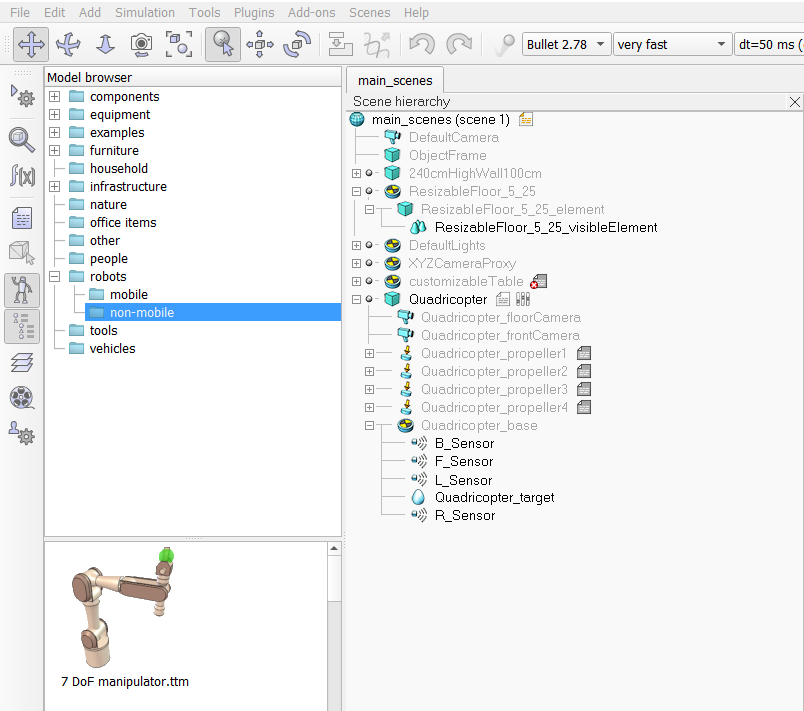 File Edit Add Simulation Tools Plugins Add-ons Scenes Help
Bullet 2.78 very fast dt=50 ms (
Model browser
components
equipment
examples
furniture
household
infrastructure
nature
office items
other
people
robots
mobile
non-mobile
tools
vehicles
7 DoF manipulator.ttm
main_scenes
Scene hierarchy
main_scenes (scene 1)
DefaultCamera
ObjectFrame
240cmHighWall100cm
ResizableFloor_5_25
ResizableFloor_5_25_element
ResizableFloor_5_25_visibleElement
DefaultLights
XYZCameraProxy
customizableTable
Quadricopter
Quadricopter_floorCamera
Quadricopter_frontCamera
Quadricopter_propeller1
Quadricopter_propeller2
Quadricopter_propeller3
Quadricopter_propeller4
Quadricopter_base
B_Sensor
F_Sensor
L_Sensor
Quadricopter_target
R_Sensor
f(x)